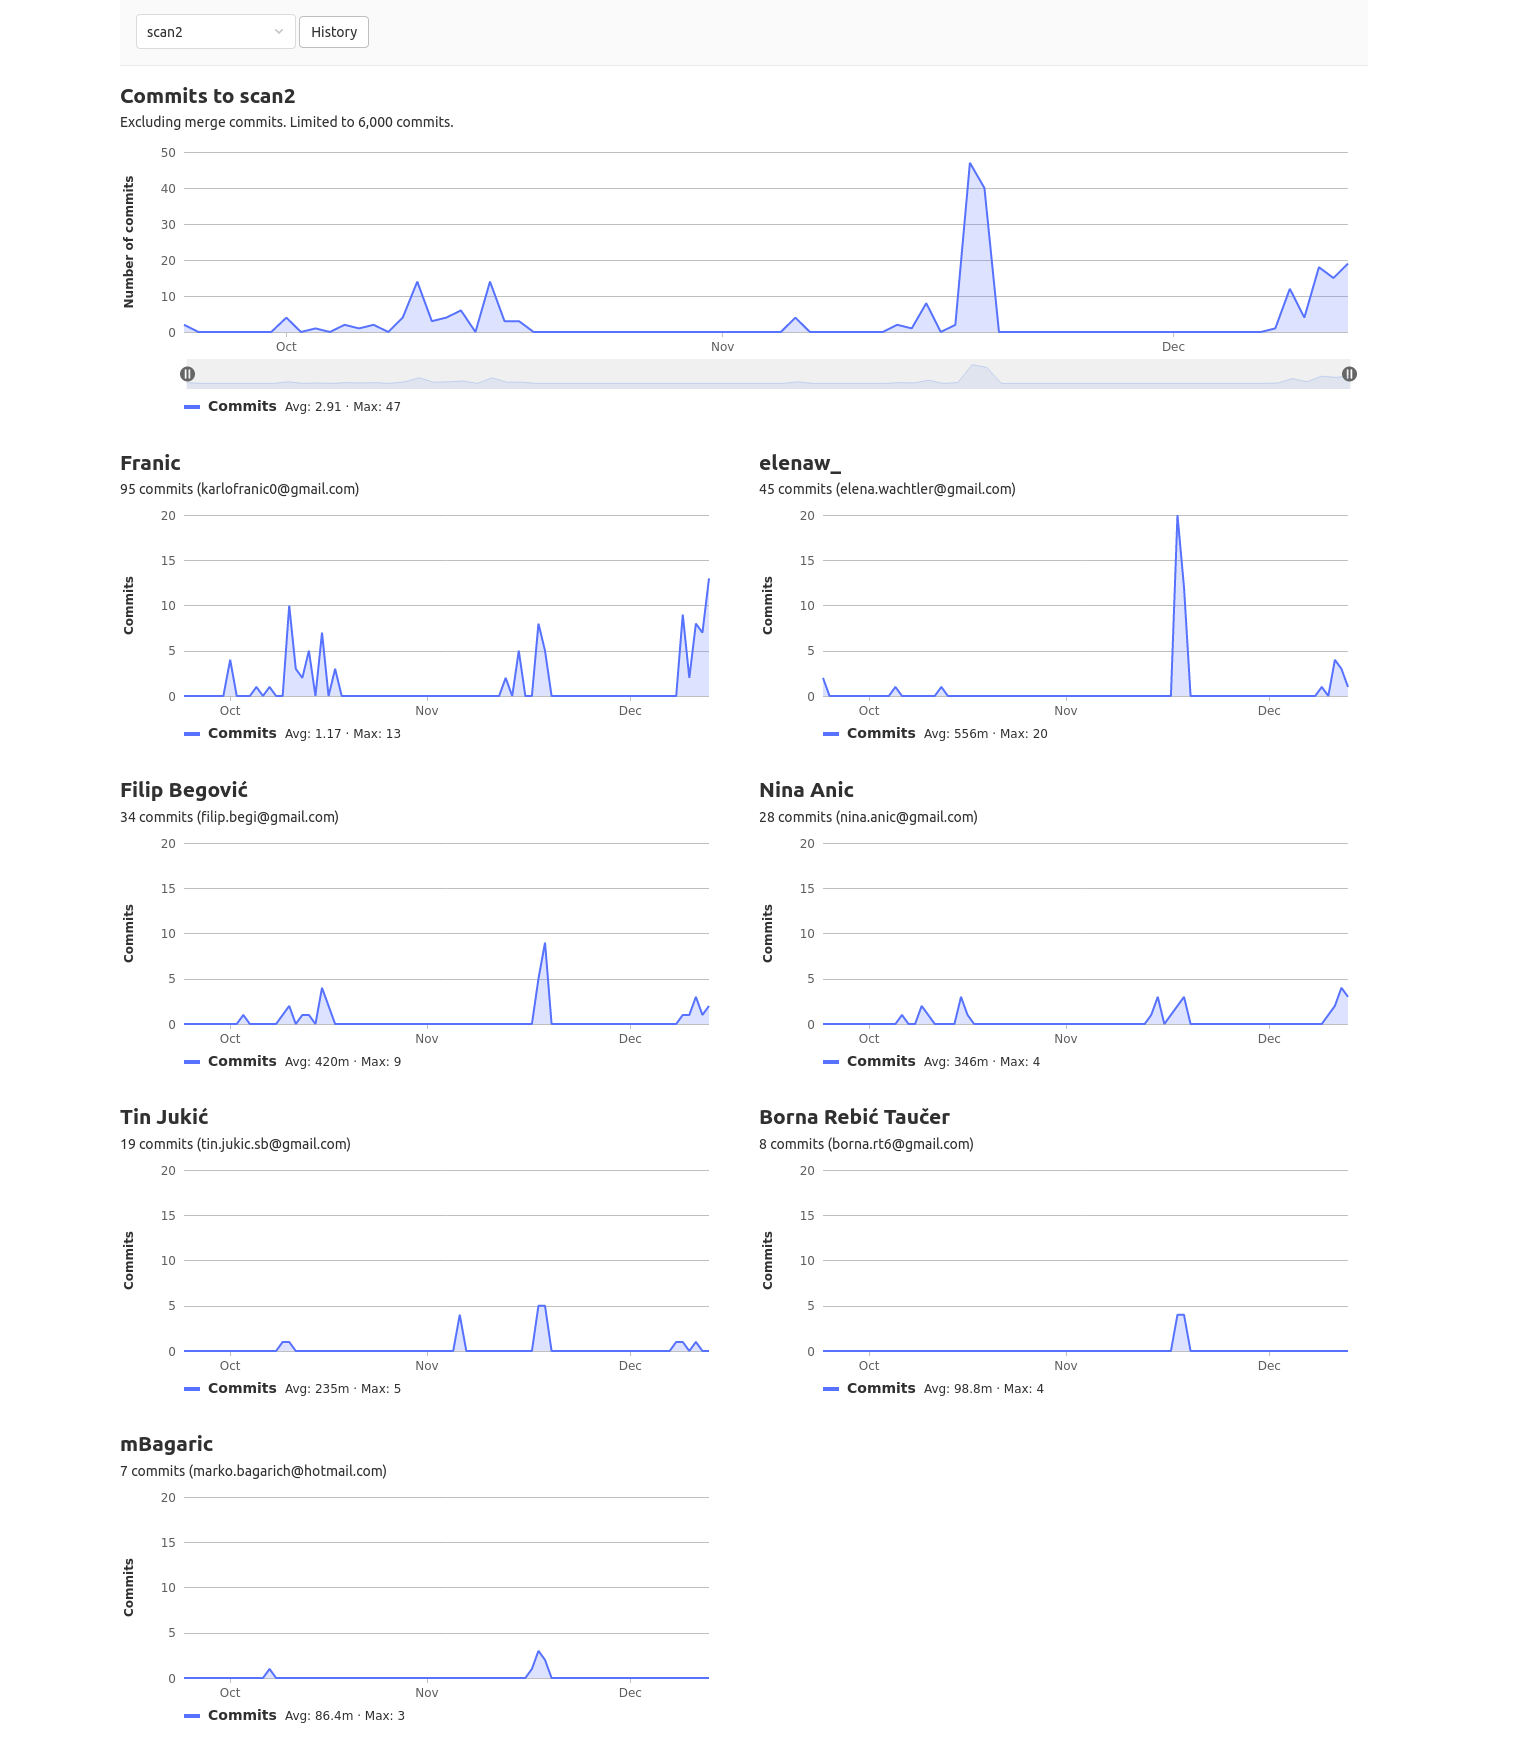 scan2
History
Commits to scan2
Excluding merge commits. Limited to 6,000 commits.
Number of commits
50
40
30
20
10
0
Oct
Nov
Dec
Commits Avg: 2.91 · Max: 47
Franic
95 commits (karlofranic0@gmail.com)
Commits
20
15
10
5
0
Oct
Nov
Dec
Commits Avg: 1.17 · Max: 13
elenaw_
45 commits (elena.wachtler@gmail.com)
Commits
20
15
10
5
0
Oct
Nov
Dec
Commits Avg: 556m · Max: 20
Filip Begović
34 commits (filip.begi@gmail.com)
Commits
20
15
10
5
0
Oct
Nov
Dec
Commits Avg: 420m · Max: 9
Nina Anic
28 commits (nina.anic@gmail.com)
Commits
20
15
10
5
0
Oct
Nov
Dec
Commits Avg: 346m · Max: 4
Tin Jukić
19 commits (tin.jukic.sb@gmail.com)
Commits
20
15
10
5
0
Oct
Nov
Dec
Commits Avg: 235m · Max: 5
Borna Rebić Taučer
8 commits (borna.rt6@gmail.com)
Commits
20
15
10
5
0
Oct
Nov
Dec
Commits Avg: 98.8m · Max: 4
mBagaric
7 commits (marko.bagarich@hotmail.com)
Commits
20
15
10
5
0
Oct
Nov
Dec
Commits Avg: 86.4m · Max: 3